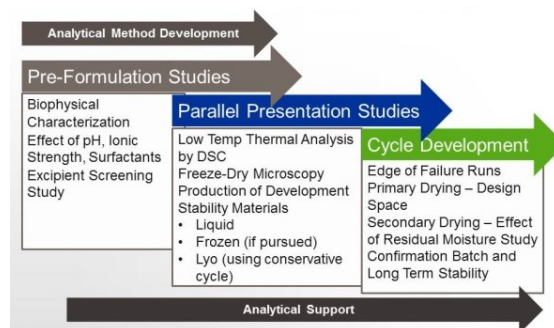 Analytical Method Development
Pre-Formulation Studies
Biophysical
Characterization
Effect of pH, Ionic
Strength, Surfactants
Excipient Screening
Study
Parallel Presentation Studies
Low Temp Thermal Analysis
by DSC
Freeze-Dry Microscopy
Production of Development
Stability Materials
• Liquid
• Frozen (if pursued)
• Lyo (using conservative
cycle)
Cycle Development
Edge of Failure Runs
Primary Drying – Design
Space
Secondary Drying – Effect
of Residual Moisture Study
Confirmation Batch and
Long Term Stability
Analytical Support